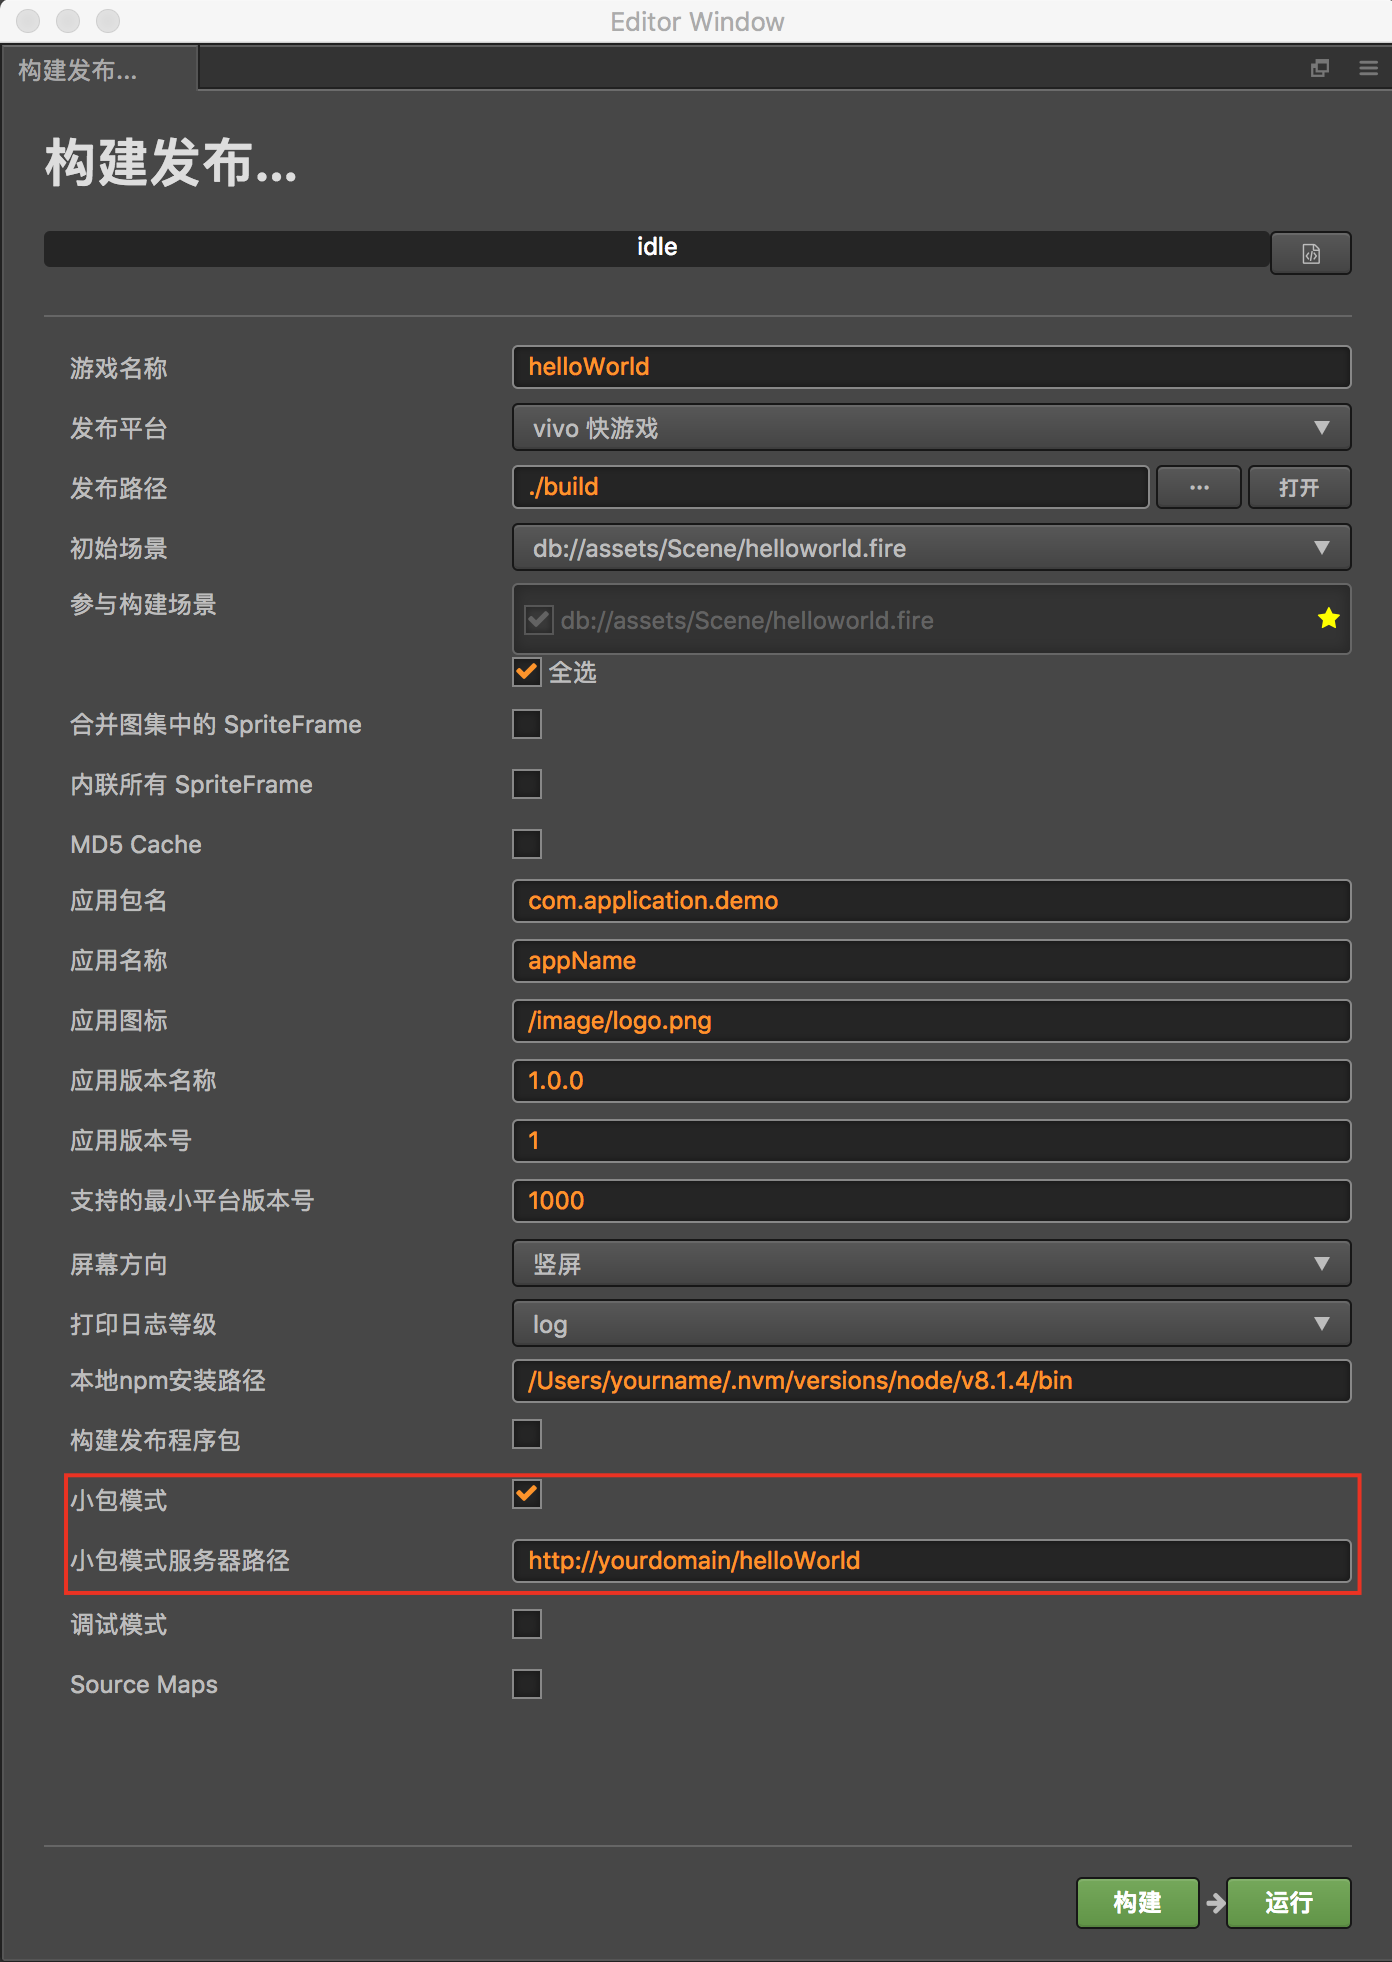 Editor Window
构建发布...
构建发布...
idle
游戏名称 helloWorld
发布平台 vivo 快游戏
发布路径 ./build ... 打开
初始场景 db://assets/Scene/helloworld.fire
参与构建场景 db://assets/Scene/helloworld.fire
全选
合并图集中的 SpriteFrame
内联所有 SpriteFrame
MD5 Cache
应用包名 com.application.demo
应用名称 appName
应用图标 /image/logo.png
应用版本名称 1.0.0
应用版本号 1
支持的最小平台版本号 1000
屏幕方向 竖屏
打印日志等级 log
本地npm安装路径 /Users/yourname/.nvm/versions/node/v8.1.4/bin
构建发布程序包
小包模式
小包模式服务器路径 http://yourdomain/helloWorld
调试模式
Source Maps
构建 运行